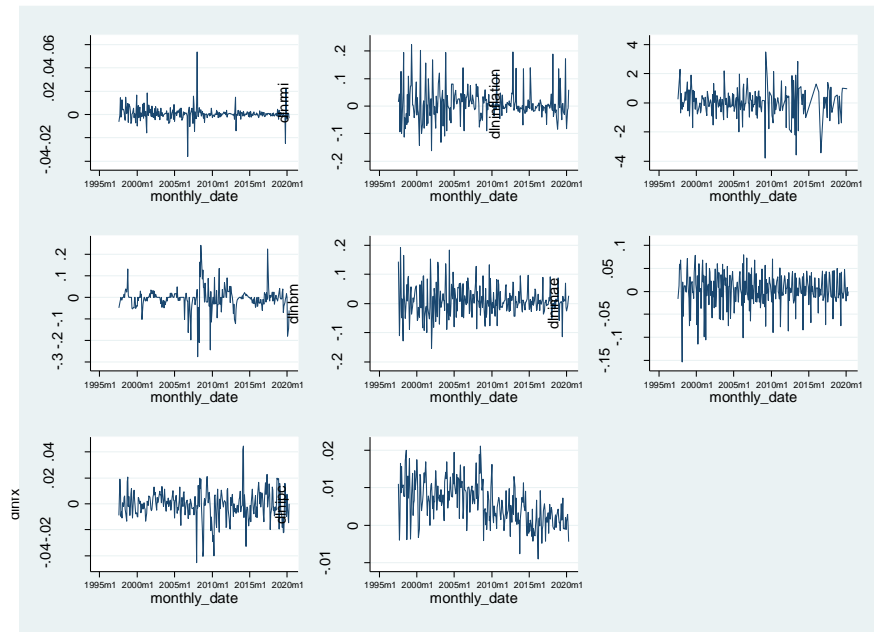 -.04-.02 0 .02 .04 .06
1995m1 2000m1 2005m1 2010m1 2015m1 2020m1
monthly_date
-.2 -.1 0 .1 .2
1995m1 2000m1 2005m1 2010m1 2015m1 2020m1
monthly_date
dlninflation
-4 -2 0 2 4
1995m1 2000m1 2005m1 2010m1 2015m1 2020m1
monthly_date
-.3 -.2 -.1 0 .1 .2
1995m1 2000m1 2005m1 2010m1 2015m1 2020m1
monthly_date
dlnbm
-.2 -.1 0 .1 .2
1995m1 2000m1 2005m1 2010m1 2015m1 2020m1
monthly_date
-.15 -.1 -.05 0 .05 .1
1995m1 2000m1 2005m1 2010m1 2015m1 2020m1
monthly_date
-.04-.02 0 .02 .04
1995m1 2000m1 2005m1 2010m1 2015m1 2020m1
monthly_date
-.01 0 .01 .02
1995m1 2000m1 2005m1 2010m1 2015m1 2020m1
monthly_date